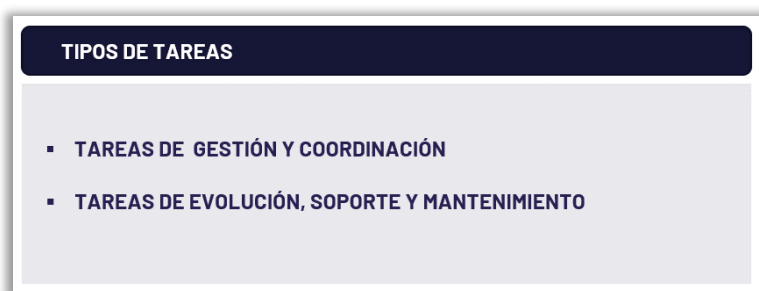 TIPOS DE TAREAS
▪ TAREAS DE GESTIÓN Y COORDINACIÓN
▪ TAREAS DE EVOLUCIÓN, SOPORTE Y MANTENIMIENTO